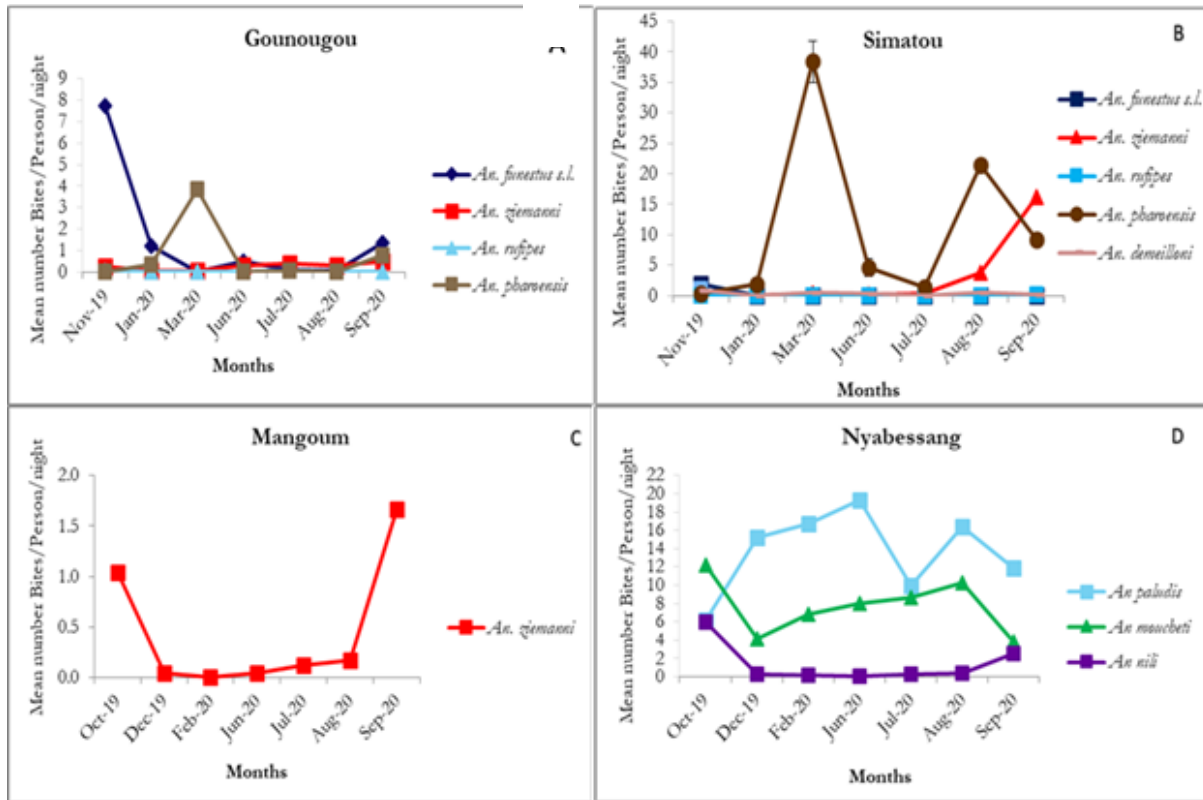 Gounougou
A
Mean number Bites/Person/night
9
8
7
6
5
4
3
2
1
0
Nov-19
Jan-20
Mar-20
Jun-20
Jul-20
Aug-20
Sep-20
Months
An. funestus s.l.
An. ziemanni
An. rufipes
An. pharoensis
Simatou
B
Mean number Bites/Person/night
45
40
35
30
25
20
15
10
5
0
Nov-19
Jan-20
Mar-20
Jun-20
Jul-20
Aug-20
Sep-20
Months
An. funestus s.l.
An. ziemanni
An. rufipes
An. pharoensis
An. demeilloni
Mangoum
C
Mean number Bites/Person/night
2.0
1.5
1.0
0.5
0.0
Oct-19
Dec-19
Feb-20
Jun-20
Jul-20
Aug-20
Sep-20
Months
An. ziemanni
Nyabessang
D
Mean number Bites/Person/night
22
20
18
16
14
12
10
8
6
4
2
0
Oct-19
Dec-19
Feb-20
Jun-20
Jul-20
Aug-20
Sep-20
Months
An paludis
An moucheti
An nili